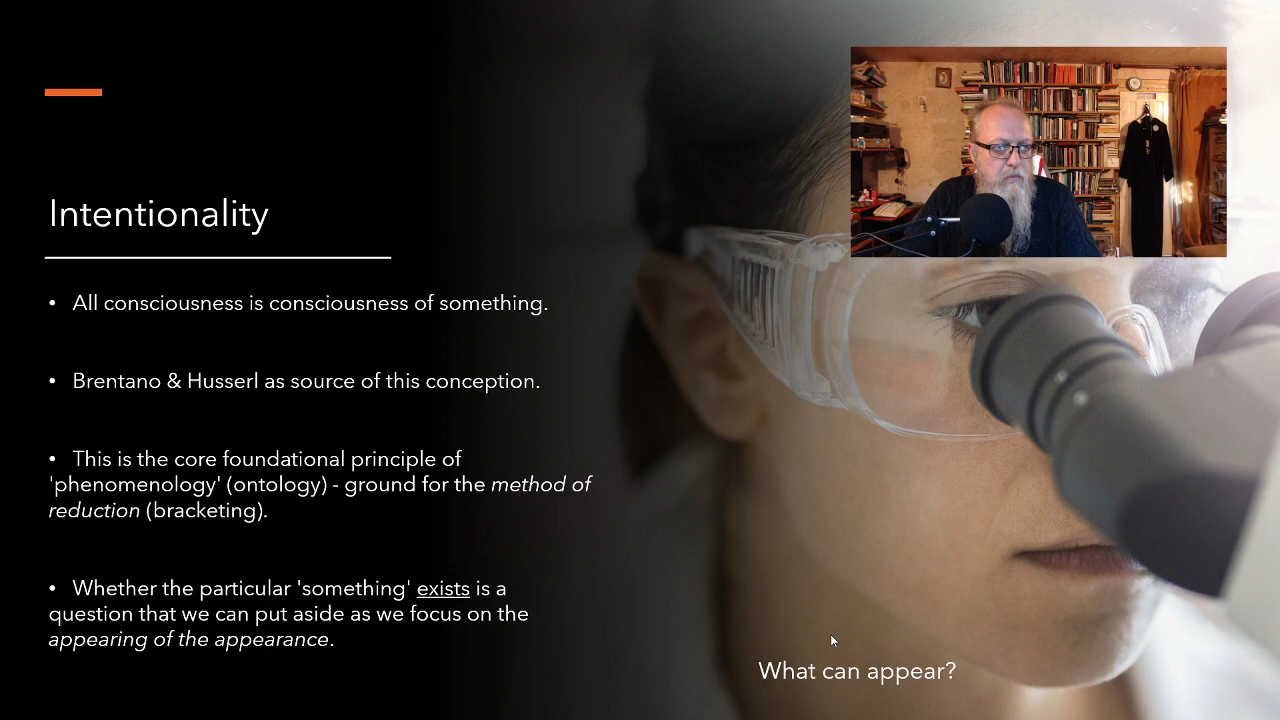 Intentionality
• All consciousness is consciousness of something.
• Brentano & Husserl as source of this conception.
• This is the core foundational principle of
'phenomenology' (ontology) - ground for the method of
reduction (bracketing).
• Whether the particular 'something' exists is a
question that we can put aside as we focus on the
appearing of the appearance.
What can appear?